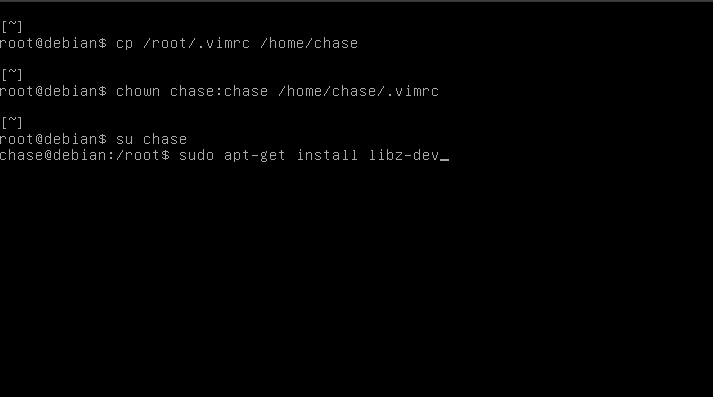 [~]
root@debian$ cp /root/.vimrc /home/chase
[~]
root@debian$ chown chase:chase /home/chase/.vimrc
[~]
root@debian$ su chase
chase@debian:/root$ sudo apt-get install libz-dev_